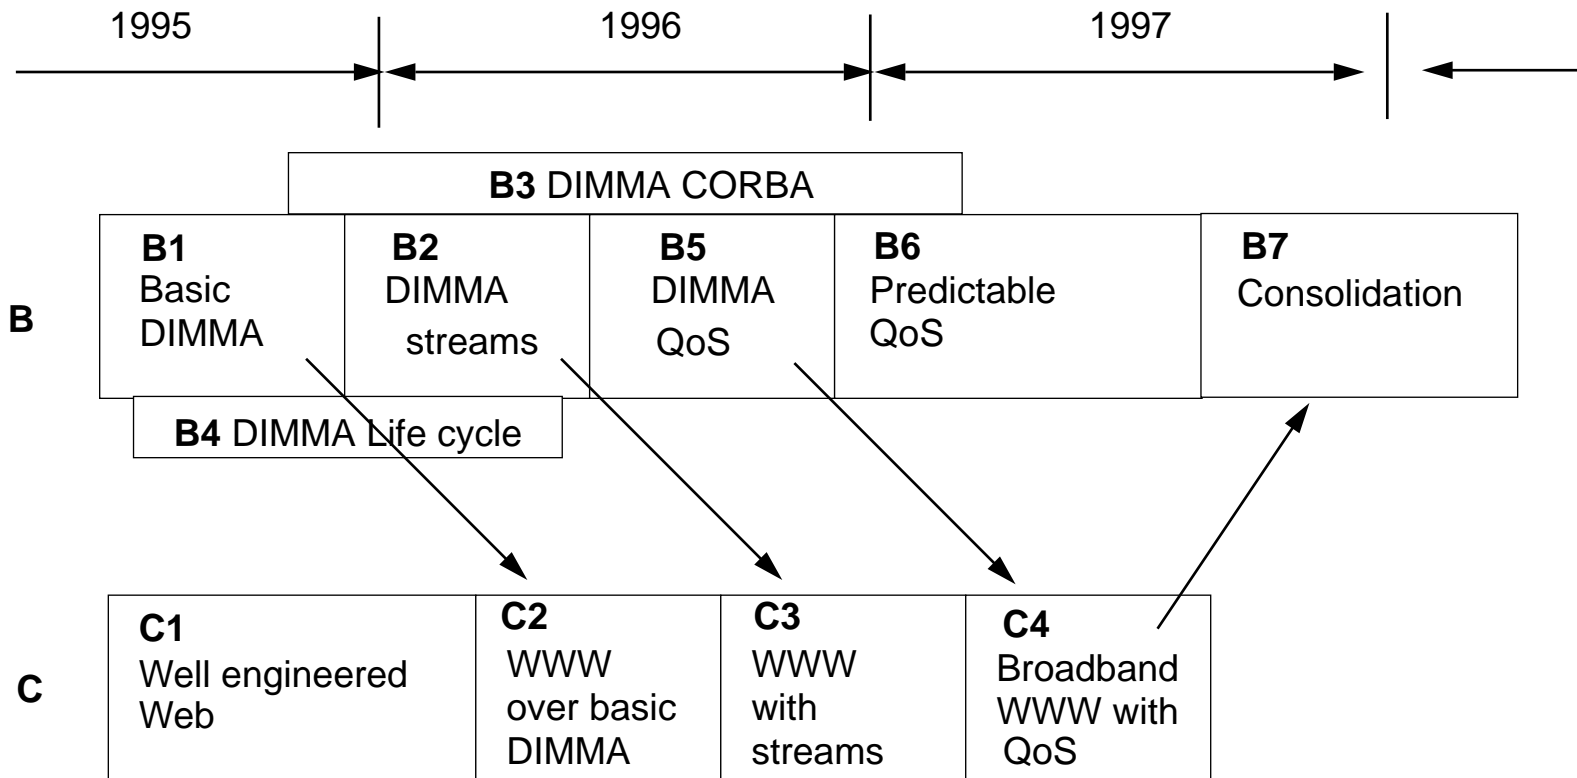 1995
1996
1997
B3 DIMMA CORBA
B
B1
Basic
DIMMA
B2
DIMMA
streams
B5
DIMMA
QoS
B6
Predictable
QoS
B7
Consolidation
B4 DIMMA Life cycle
C
C1
Well engineered
Web
C2
WWW
over basic
DIMMA
C3
WWW
with
streams
C4
Broadband
WWW with
QoS